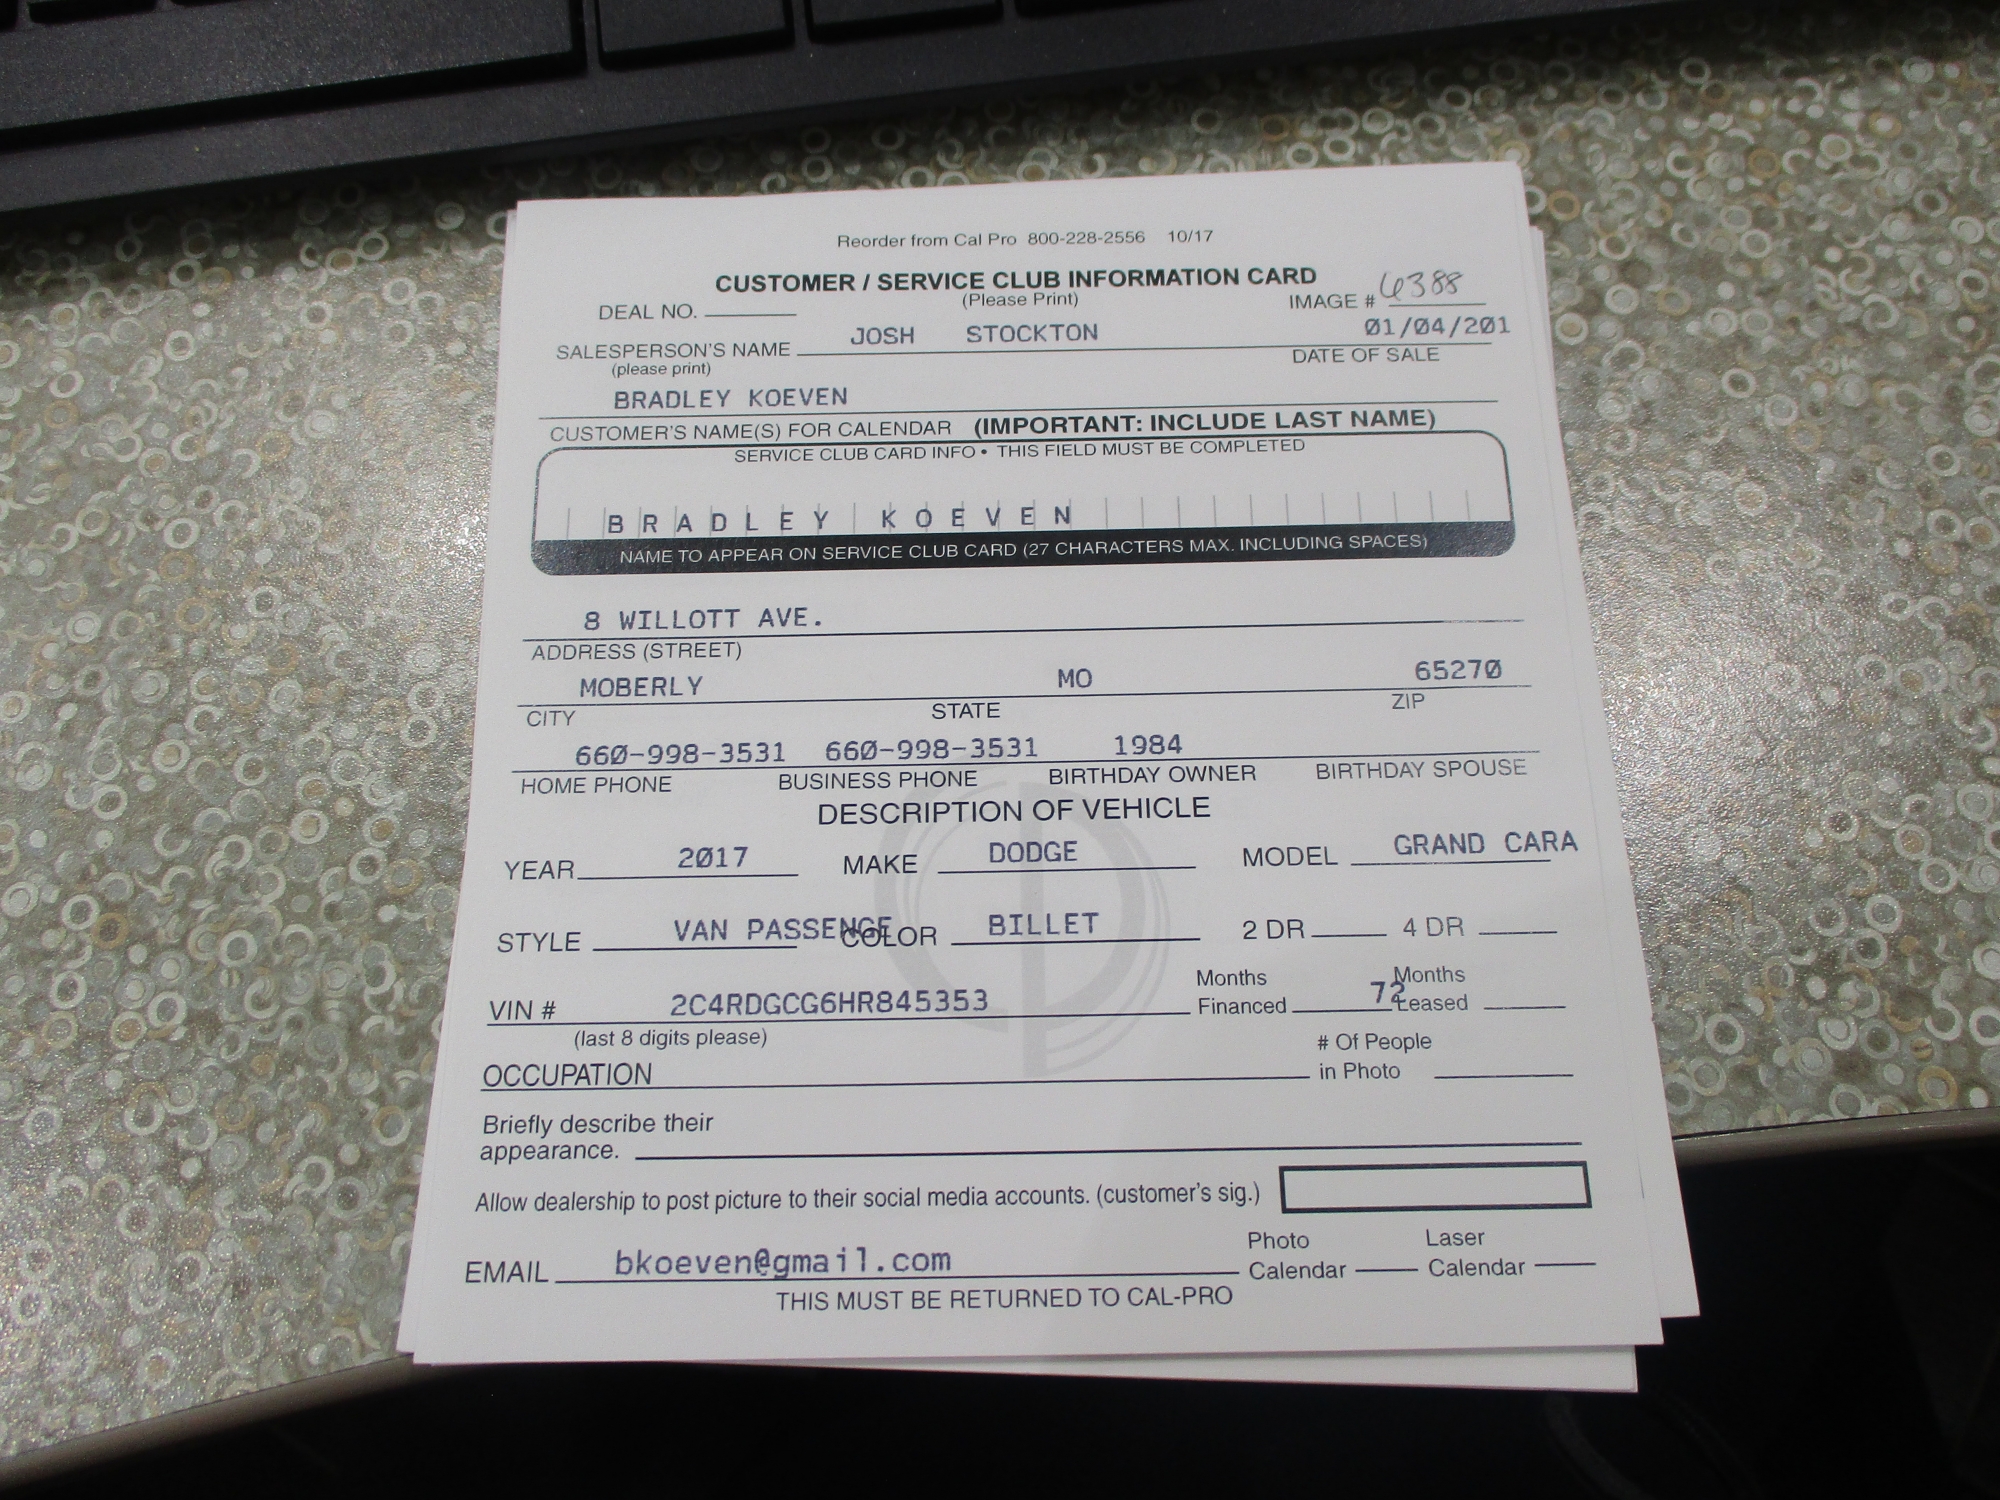 Reorder from Cal Pro 800-228-2556 10/17
CUSTOMER / SERVICE CLUB INFORMATION CARD
(Please Print)
DEAL NO. IMAGE # 6388
SALESPERSON'S NAME JOSH STOCKTON 01/04/201
(please print) DATE OF SALE
BRADLEY KOEVEN
CUSTOMER'S NAME(S) FOR CALENDAR (IMPORTANT: INCLUDE LAST NAME)
SERVICE CLUB CARD INFO • THIS FIELD MUST BE COMPLETED
BRADLEY KOEVEN
NAME TO APPEAR ON SERVICE CLUB CARD (27 CHARACTERS MAX. INCLUDING SPACES)
8 WILLOTT AVE.
ADDRESS (STREET)
MOBERLY MO 65270
CITY STATE ZIP
660-998-3531 660-998-3531 1984
HOME PHONE BUSINESS PHONE BIRTHDAY OWNER BIRTHDAY SPOUSE
DESCRIPTION OF VEHICLE
YEAR 2017 MAKE DODGE MODEL GRAND CARA
STYLE VAN PASSENGE COLOR BILLET 2 DR 4 DR
VIN # 2C4RDGCG6HR845353 Months Financed 72 Months Leased
(last 8 digits please)
OCCUPATION # Of People in Photo
Briefly describe their
appearance.
Allow dealership to post picture to their social media accounts. (customer's sig.)
EMAIL bkoeven@gmail.com Photo Calendar Laser Calendar
THIS MUST BE RETURNED TO CAL-PRO